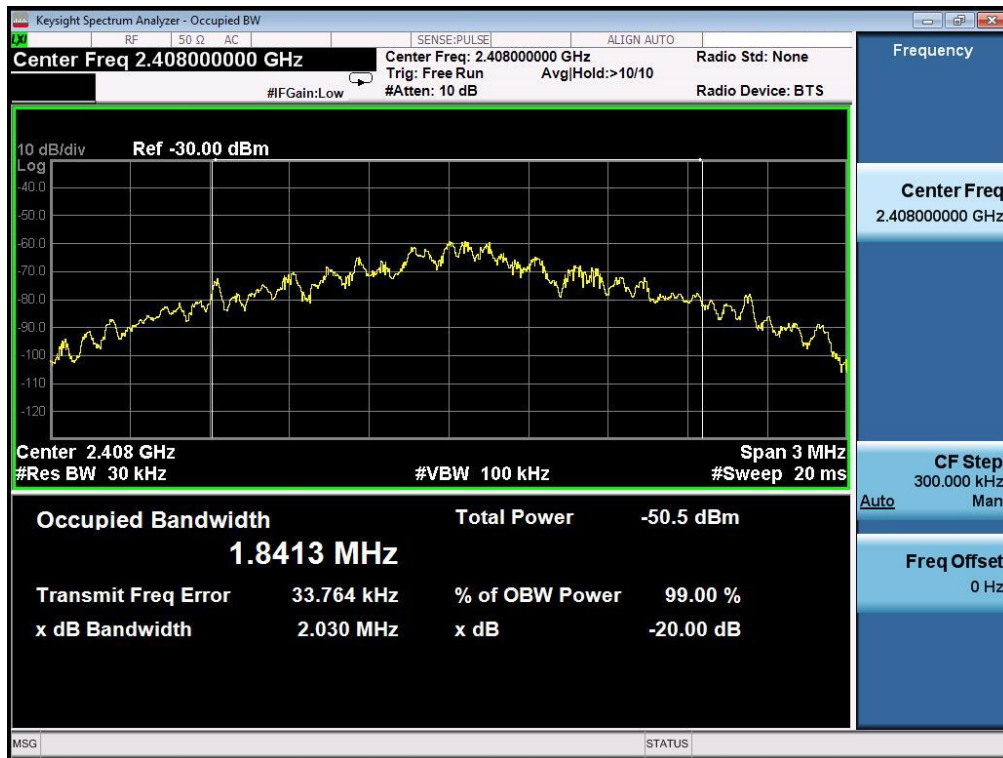 Keysight Spectrum Analyzer - Occupied BW
LXI RF 50 Ω AC SENSE:PULSE ALIGN AUTO
Center Freq 2.408000000 GHz
Center Freq: 2.408000000 GHz Radio Std: None
Trig: Free Run Avg|Hold:>10/10
#IFGain:Low #Atten: 10 dB Radio Device: BTS
10 dB/div Ref -30.00 dBm
Log
-40.0
-50.0
-60.0
-70.0
-80.0
-90.0
-100
-110
-120
Center 2.408 GHz Span 3 MHz
#Res BW 30 kHz #VBW 100 kHz #Sweep 20 ms
Occupied Bandwidth Total Power -50.5 dBm
1.8413 MHz
Transmit Freq Error 33.764 kHz % of OBW Power 99.00 %
x dB Bandwidth 2.030 MHz x dB -20.00 dB
MSG STATUS
Frequency
Center Freq
2.408000000 GHz
CF Step
300.000 kHz
Auto Man
Freq Offset
0 Hz